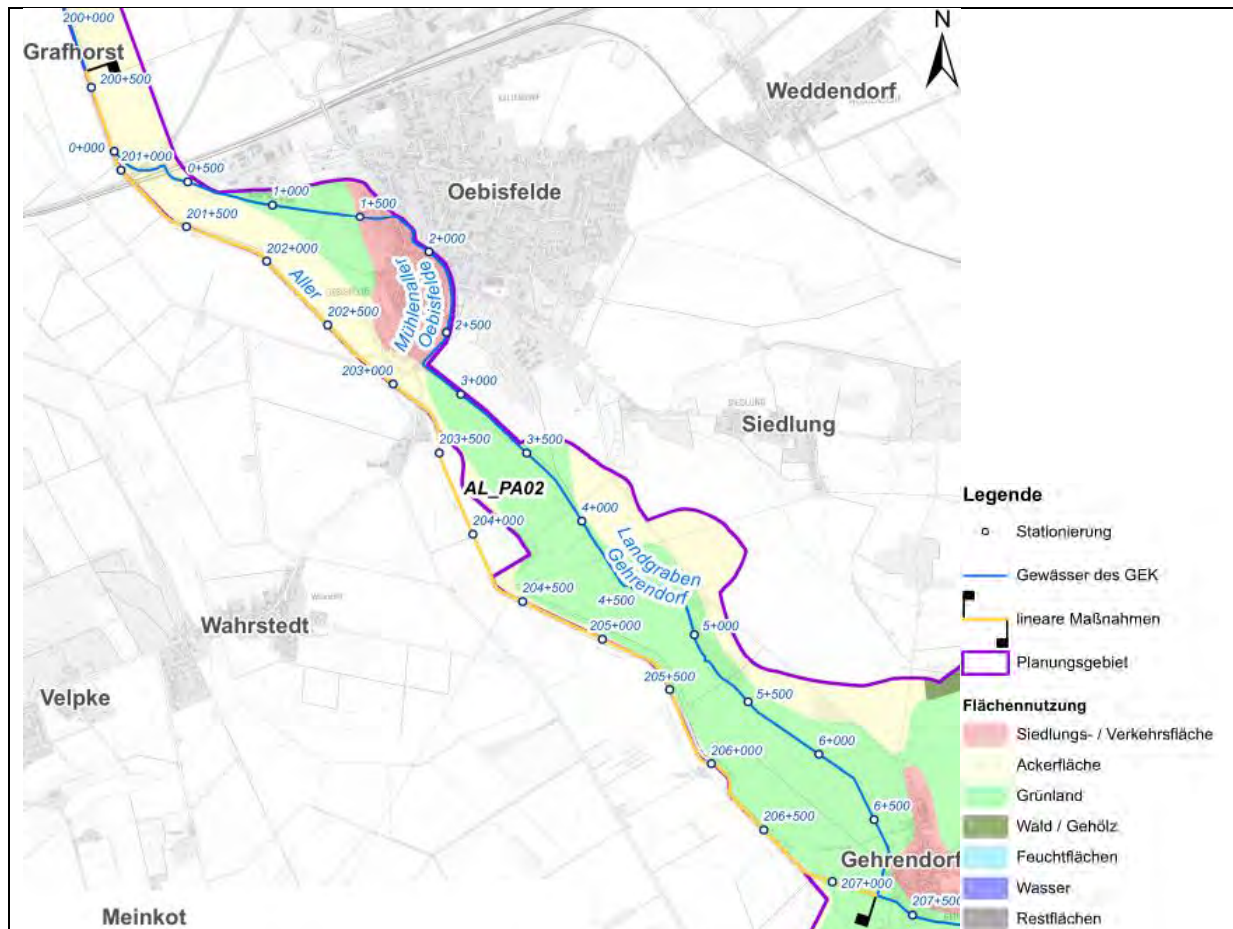 200+000
N
Grafhorst
200+500
Weddendorf
0+000
201+000
0+500
Oebisfelde
1+000
1+500
201+500
2+000
202+000
Aller
Mühlenaller
Oebisfelde
202+500
2+500
203+000
3+000
SIEDLUNG
Siedlung
203+500
3+500
AL_PA02
4+000
204+000
Landgraben
Gehrendorf
204+500
4+500
Wahrstedt
205+000
5+000
205+500
Velpke
5+500
206+000
6+000
206+500
6+500
Gehrendorf
207+000
207+500
Meinkot
Legende
Stationierung
Gewässer des GEK
lineare Maßnahmen
Planungsgebiet
Flächennutzung
Siedlungs- / Verkehrsfläche
Ackerfläche
Grünland
Wald / Gehölz
Feuchtflächen
Wasser
Restflächen